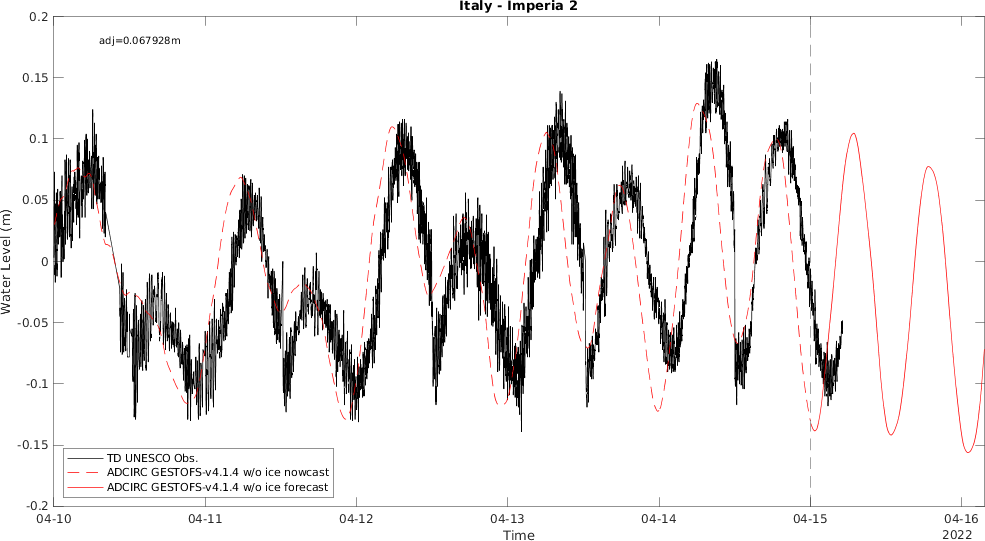 Italy - Imperia 2
adj=0.067928m
0.2
0.15
0.1
0.05
0
-0.05
-0.1
-0.15
-0.2
Water Level (m)
TD UNESCO Obs.
ADCIRC GESTOFS-v4.1.4 w/o ice nowcast
ADCIRC GESTOFS-v4.1.4 w/o ice forecast
04-10 04-11 04-12 04-13 04-14 04-15 04-16
Time
2022